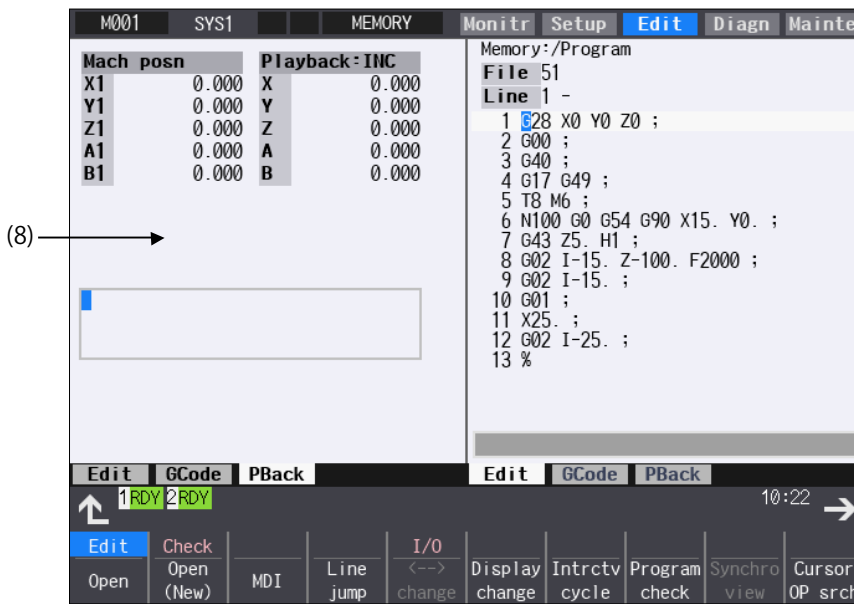 M001 SYS1 MEMORY Monitr Setup Edit Diagn Mainte
Mach posn Playback:INC
X1 0.000 X 0.000
Y1 0.000 Y 0.000
Z1 0.000 Z 0.000
A1 0.000 A 0.000
B1 0.000 B 0.000
(8)
Memory:/Program
File 51
Line 1 -
1 G28 X0 Y0 Z0 ;
2 G00 ;
3 G40 ;
4 G17 G49 ;
5 T8 M6 ;
6 N100 G0 G54 G90 X15. Y0. ;
7 G43 Z5. H1 ;
8 G02 I-15. Z-100. F2000 ;
9 G02 I-15. ;
10 G01 ;
11 X25. ;
12 G02 I-25. ;
13 %
Edit GCode PBack Edit GCode PBack
1 RDY 2 RDY 10:22
Edit Check I/O
Open Open (New) MDI Line jump <--> change Display change Intrctv cycle Program check Synchro view Cursor OP srch